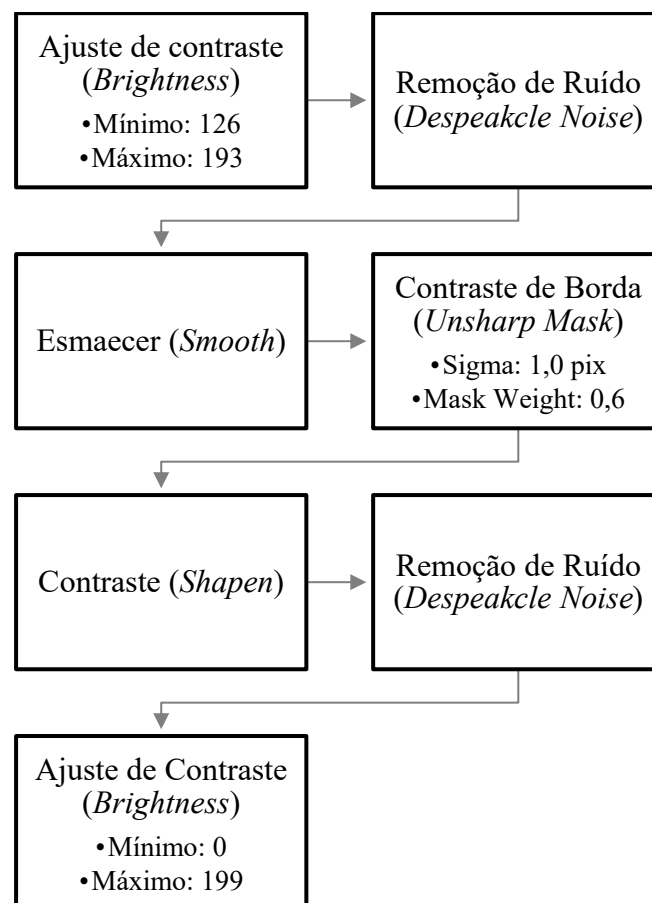 Ajuste de contraste
(Brightness)
•Mínimo: 126
•Máximo: 193
Remoção de Ruído
(Despeakcle Noise)
Esmaecer (Smooth)
Contraste de Borda
(Unsharp Mask)
•Sigma: 1,0 pix
•Mask Weight: 0,6
Contraste (Shapen)
Remoção de Ruído
(Despeakcle Noise)
Ajuste de Contraste
(Brightness)
•Mínimo: 0
•Máximo: 199